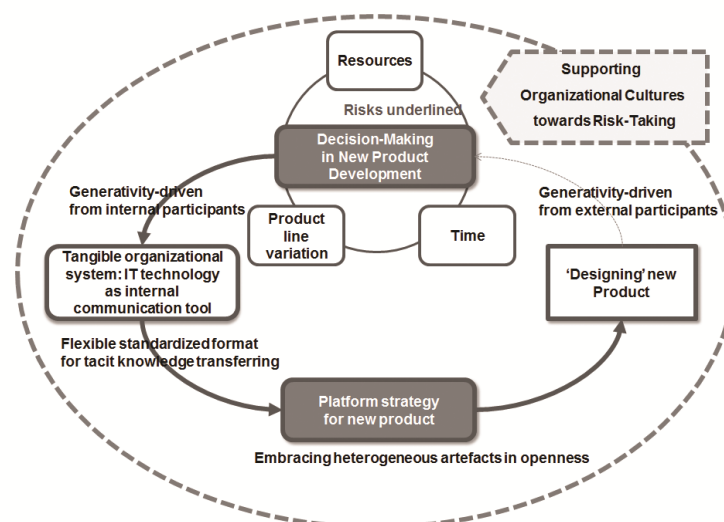 Resources
Supporting
Organizational Cultures
towards Risk-Taking
Risks underlined
Decision-Making
in New Product
Development
Generativity-driven
from internal participants
Generativity-driven
from external participants
Product
line
variation
Time
Tangible organizational
system: IT technology
as internal
communication tool
‘Designing’ new
Product
Flexible standardized format
for tacit knowledge transferring
Platform strategy
for new product
Embracing heterogeneous artefacts in openness